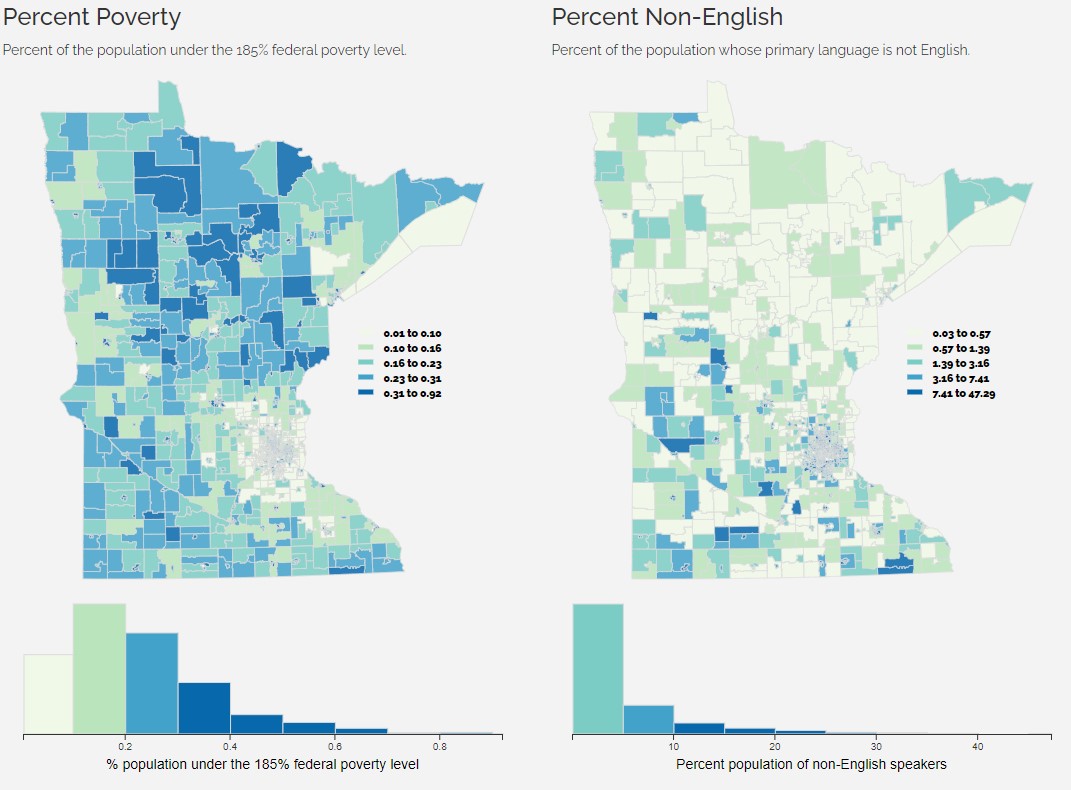 Percent Poverty
Percent of the population under the 185% federal poverty level.
0.01 to 0.10
0.10 to 0.16
0.16 to 0.23
0.23 to 0.31
0.31 to 0.92
0.2
0.4
0.6
0.8
% population under the 185% federal poverty level
Percent Non-English
Percent of the population whose primary language is not English.
0.03 to 0.57
0.57 to 1.39
1.39 to 3.16
3.16 to 7.41
7.41 to 47.29
10
20
30
40
Percent population of non-English speakers